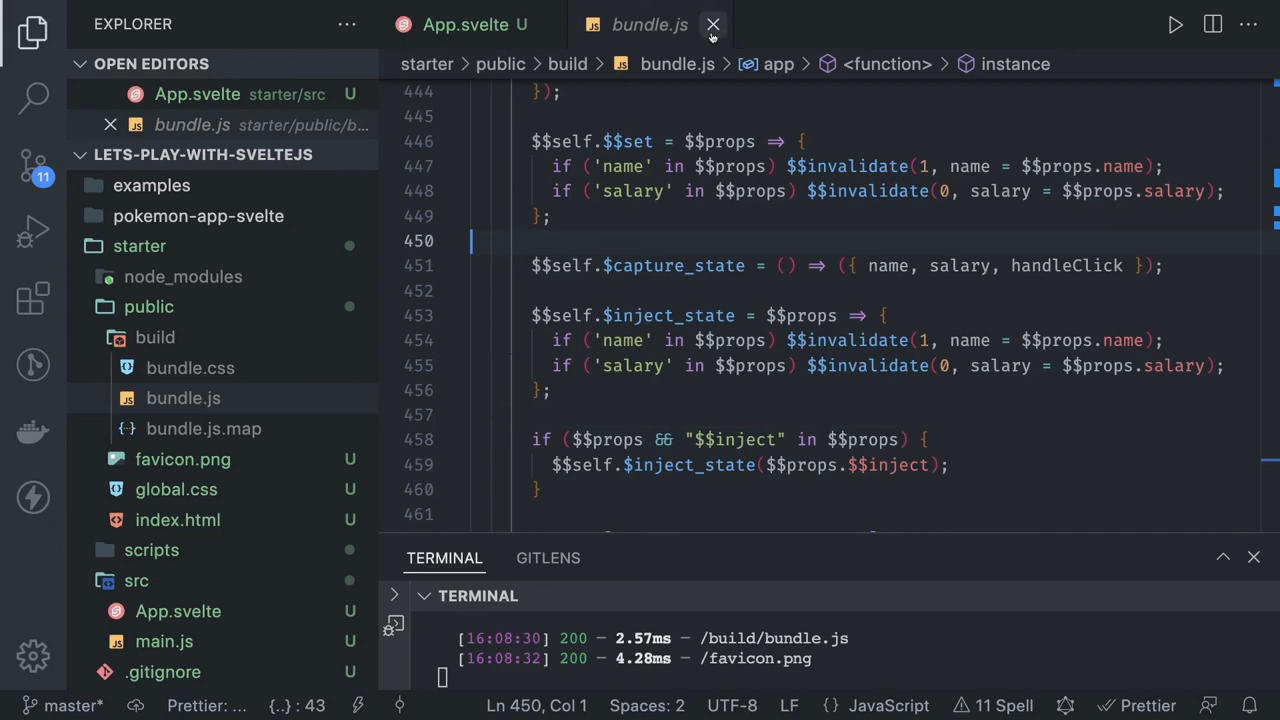 EXPLORER
···
App.svelte U
bundle.js
···
OPEN EDITORS
App.svelte starter/src U
bundle.js starter/public/b...
LETS-PLAY-WITH-SVELTEJS
11
examples
pokemon-app-svelte
starter
node_modules
public
build
bundle.css
bundle.js
bundle.js.map
favicon.png U
global.css U
index.html U
scripts
src
App.svelte U
main.js U
.gitignore U
starter > public > build > bundle.js > app > <function> > instance
444 });
445
446 $$self.$$set = $$props ⇒ {
447 if ('name' in $$props) $$invalidate(1, name = $$props.name);
448 if ('salary' in $$props) $$invalidate(0, salary = $$props.salary);
449 };
450
451 $$self.$capture_state = () ⇒ ({ name, salary, handleClick });
452
453 $$self.$inject_state = $$props ⇒ {
454 if ('name' in $$props) $$invalidate(1, name = $$props.name);
455 if ('salary' in $$props) $$invalidate(0, salary = $$props.salary);
456 };
457
458 if ($$props && "$$inject" in $$props) {
459 $$self.$inject_state($$props.$$inject);
460 }
461
TERMINAL GITLENS
TERMINAL
[16:08:30] 200 — 2.57ms — /build/bundle.js
[16:08:32] 200 — 4.28ms — /favicon.png
master* Prettier: ... {..} : 43 Ln 450, Col 1 Spaces: 2 UTF-8 LF {} JavaScript 11 Spell Prettier